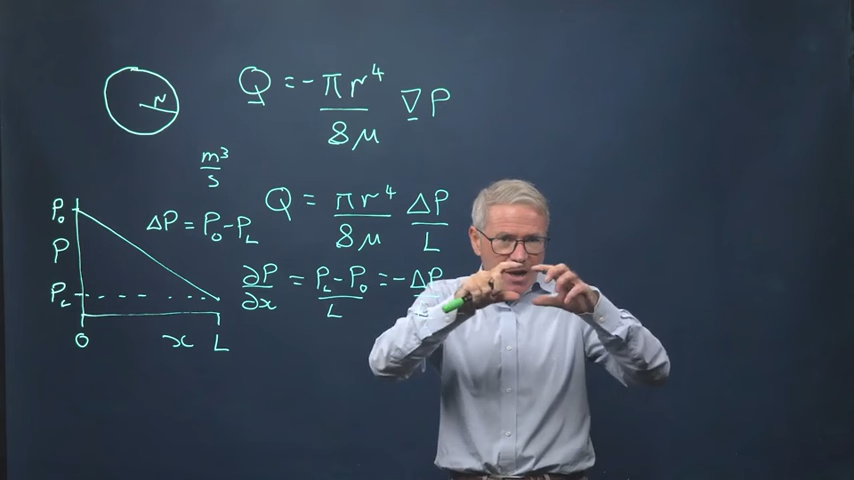 r
Q = - πr⁴/8μ ∇P
m³/s
Q = πr⁴/8μ ΔP/L
ΔP = P₀-P_L
∂P/∂x = P_L-P₀/L = -ΔP
P₀
P
P_L
0 x L